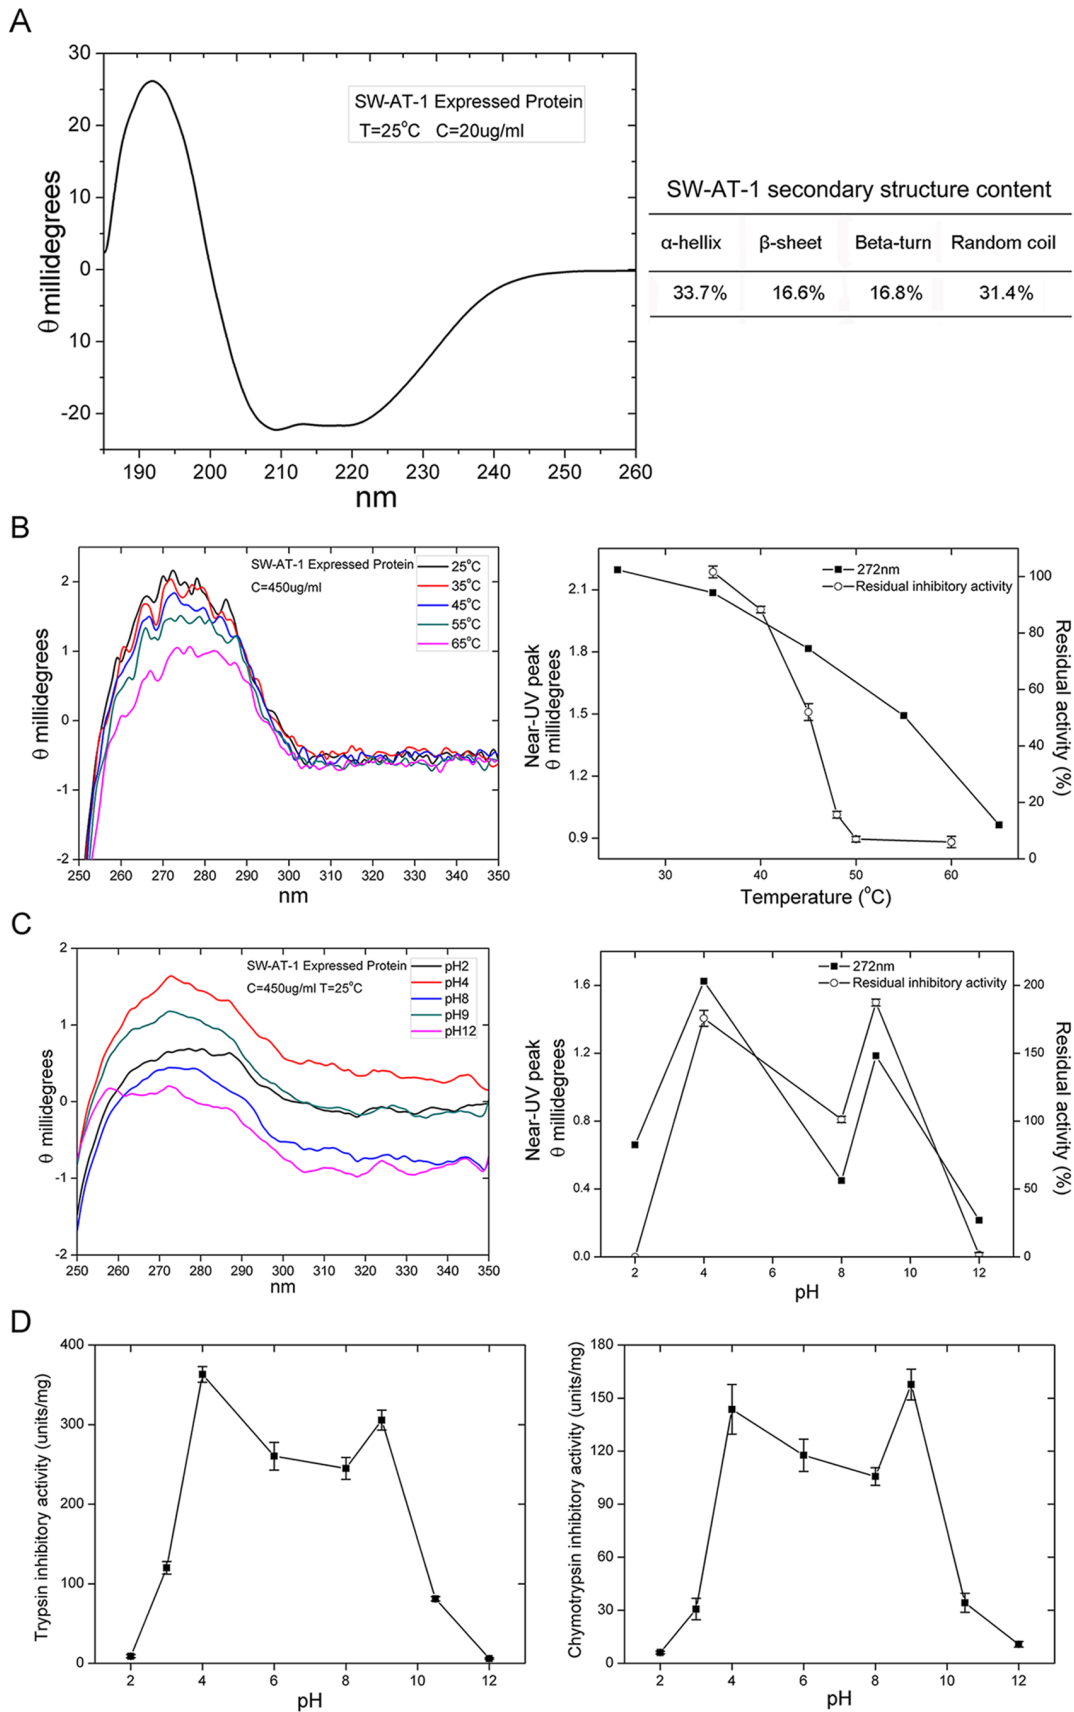 A
30
20
10
0
10
-20
θ millidegrees
190 200 210 220 230 240 250 260
nm
SW-AT-1 Expressed Protein
T=25°C C=20ug/ml
SW-AT-1 secondary structure content
α-hellix β-sheet Beta-turn Random coil
33.7% 16.6% 16.8% 31.4%
B
2
1
0
-1
-2
θ millidegrees
250 260 270 280 290 300 310 320 330 340 350
nm
SW-AT-1 Expressed Protein
C=450ug/ml
25°C
35°C
45°C
55°C
65°C
2.1
1.8
1.5
1.2
0.9
Near-UV peak
θ millidegrees
272nm
Residual inhibitory activity
100
80
60
40
20
0
Residual activity (%)
30 40 50 60
Temperature (°C)
C
2
1
0
-1
-2
θ millidegrees
250 260 270 280 290 300 310 320 330 340 350
nm
SW-AT-1 Expressed Protein
C=450ug/ml T=25°C
pH2
pH4
pH8
pH9
pH12
1.6
1.2
0.8
0.4
0.0
Near-UV peak
θ millidegrees
272nm
Residual inhibitory activity
200
150
100
50
0
Residual activity (%)
2 4 6 8 10 12
pH
D
400
300
200
100
0
Trypsin inhibitory activity (units/mg)
2 4 6 8 10 12
pH
180
150
120
90
60
30
0
Chymotrypsin inhibitory activity (units/mg)
2 4 6 8 10 12
pH